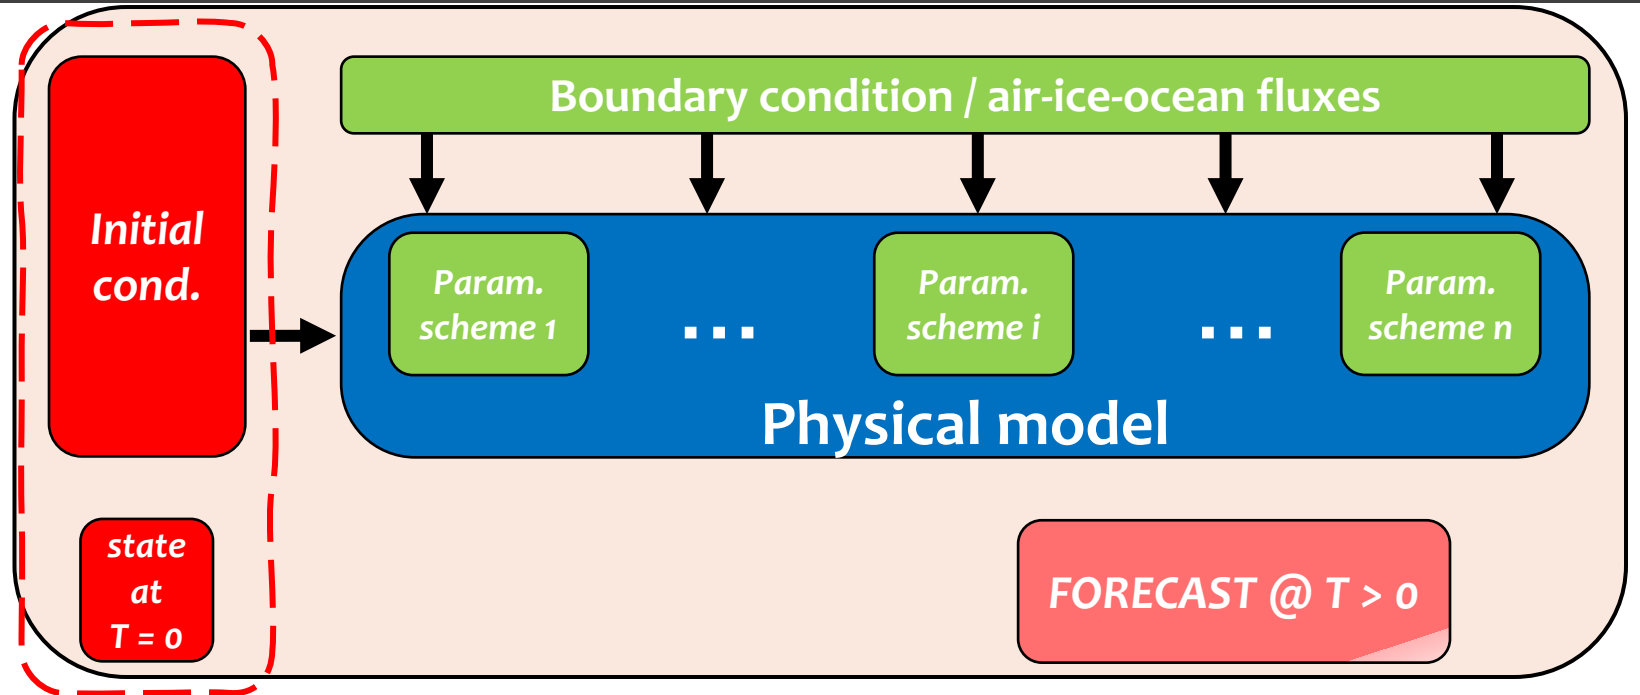 Boundary condition / air-ice-ocean fluxes
Initial
cond.
Param.
scheme 1
...
Param.
scheme i
...
Param.
scheme n
Physical model
state
at
T = 0
FORECAST @ T > 0